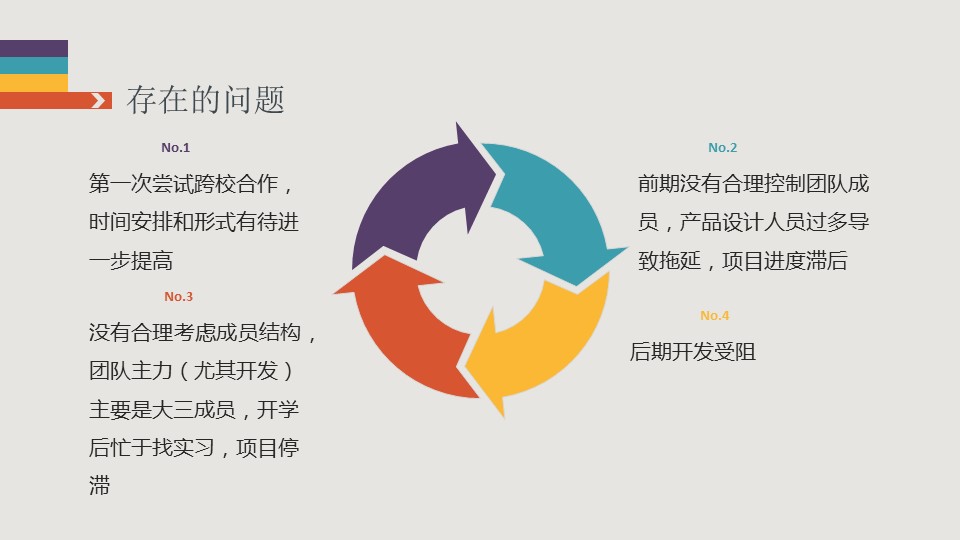 存在的问题
No.1
第一次尝试跨校合作，
时间安排和形式有待进
一步提高
No.2
前期没有合理控制团队成
员，产品设计人员过多导
致拖延，项目进度滞后
No.3
没有合理考虑成员结构，
团队主力（尤其开发）
主要是大三成员，开学
后忙于找实习，项目停
滞
No.4
后期开发受阻